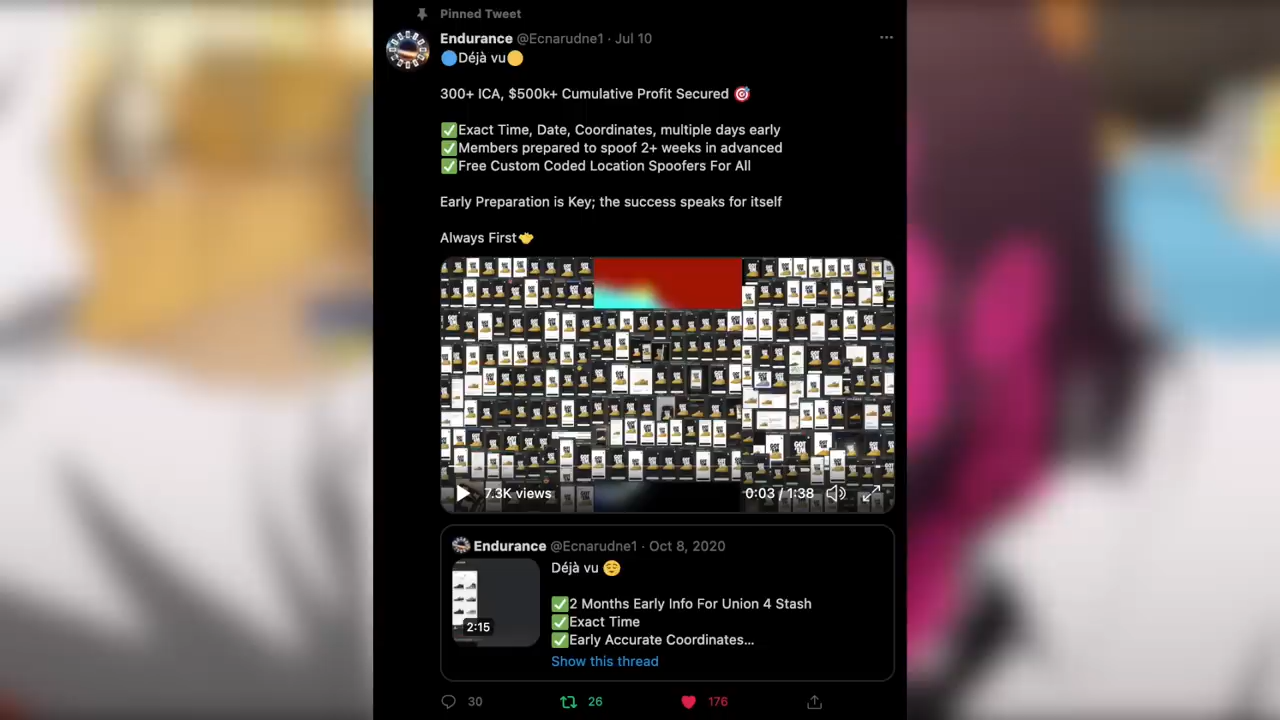 Pinned Tweet
Endurance @Ecnarudne1 · Jul 10
🔵Déjà vu🟡
300+ ICA, $500k+ Cumulative Profit Secured 🎯
✅Exact Time, Date, Coordinates, multiple days early
✅Members prepared to spoof 2+ weeks in advanced
✅Free Custom Coded Location Spoofers For All
Early Preparation is Key; the success speaks for itself
Always First
7.3K views
0:03 / 1:38
Endurance @Ecnarudne1 · Oct 8, 2020
Déjà vu 😌
✅2 Months Early Info For Union 4 Stash
✅Exact Time
✅Early Accurate Coordinates...
2:15
Show this thread
30 26 176